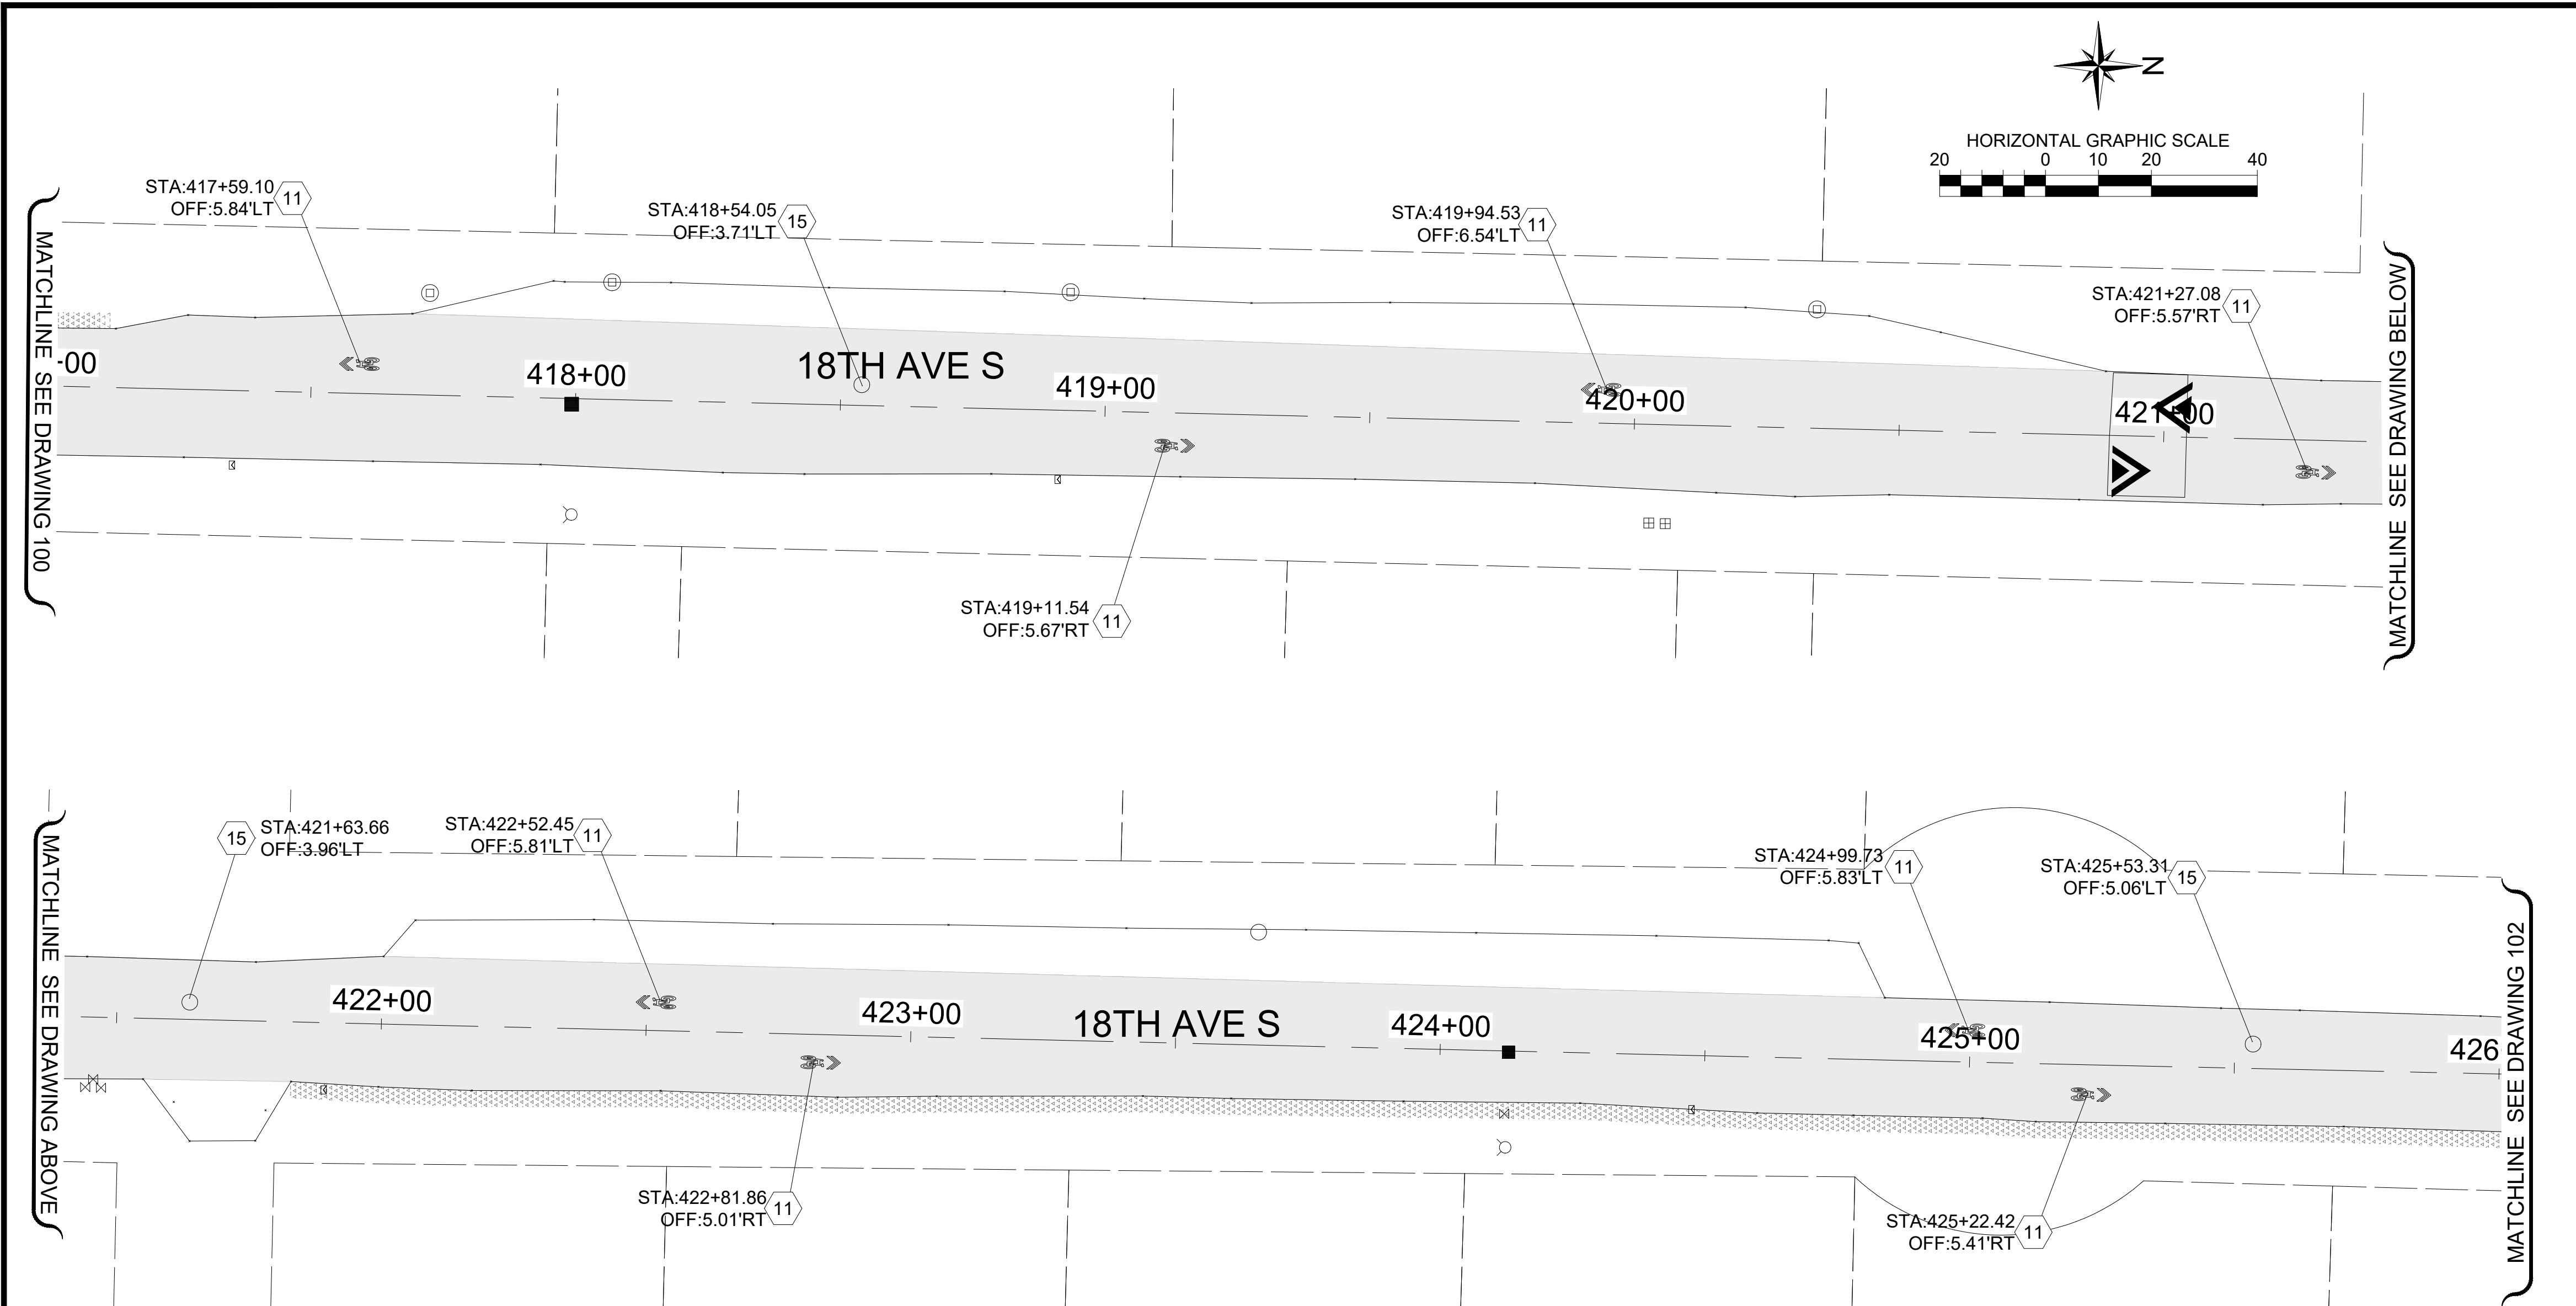 N
HORIZONTAL GRAPHIC SCALE
20 0 10 20 40
MATCHLINE SEE DRAWING 100
STA:417+59.10
OFF:5.84'LT
11
STA:418+54.05
OFF:3.71'LT
15
STA:419+94.53
OFF:6.54'LT
11
STA:421+27.08
OFF:5.57'RT
11
-00
418+00
18TH AVE S
419+00
420+00
421+00
STA:419+11.54
OFF:5.67'RT
11
MATCHLINE SEE DRAWING BELOW
MATCHLINE SEE DRAWING ABOVE
15
STA:421+63.66
OFF:3.96'LT
STA:422+52.45
OFF:5.81'LT
11
STA:424+99.73
OFF:5.83'LT
11
STA:425+53.31
OFF:5.06'LT
15
422+00
423+00
18TH AVE S
424+00
425+00
426
STA:422+81.86
OFF:5.01'RT
11
STA:425+22.42
OFF:5.41'RT
11
MATCHLINE SEE DRAWING 102